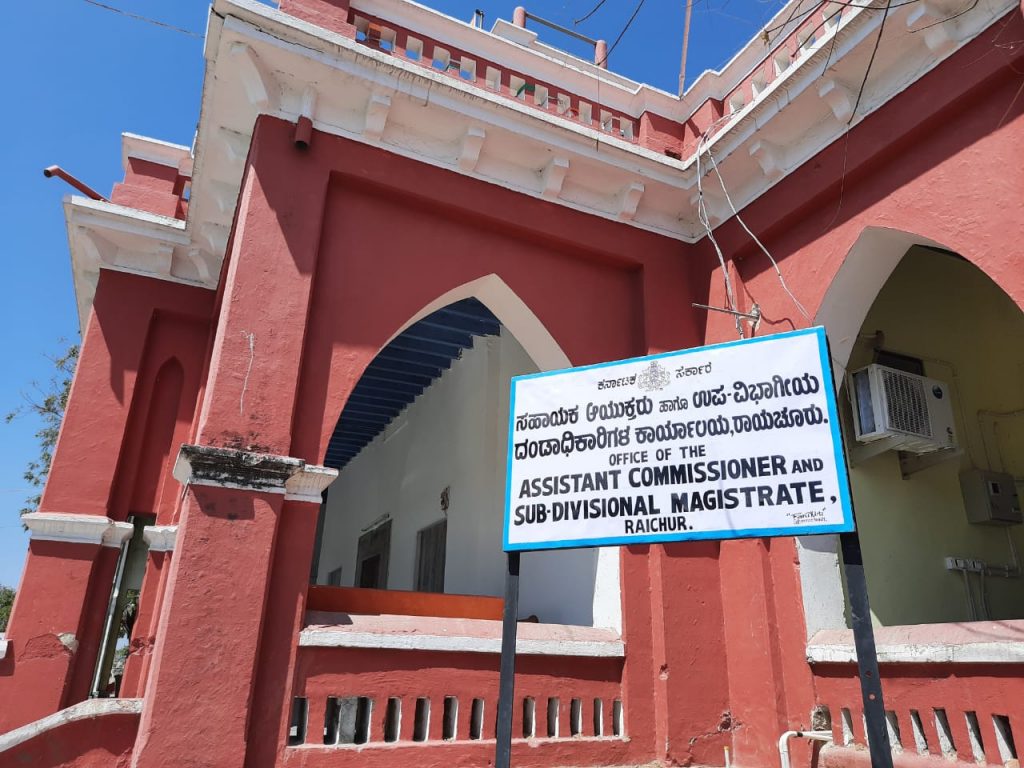 ಕರ್ನಾಟಕ ಸರ್ಕಾರ
ಸಹಾಯಕ ಆಯುಕ್ತರು ಹಾಗೂ ಉಪ-ವಿಭಾಗೀಯ
ದಂಡಾಧಿಕಾರಿಗಳ ಕಾರ್ಯಾಲಯ, ರಾಯಚೂರು.
OFFICE OF THE
ASSISTANT COMMISSIONER AND
SUB-DIVISIONAL MAGISTRATE,
RAICHUR.